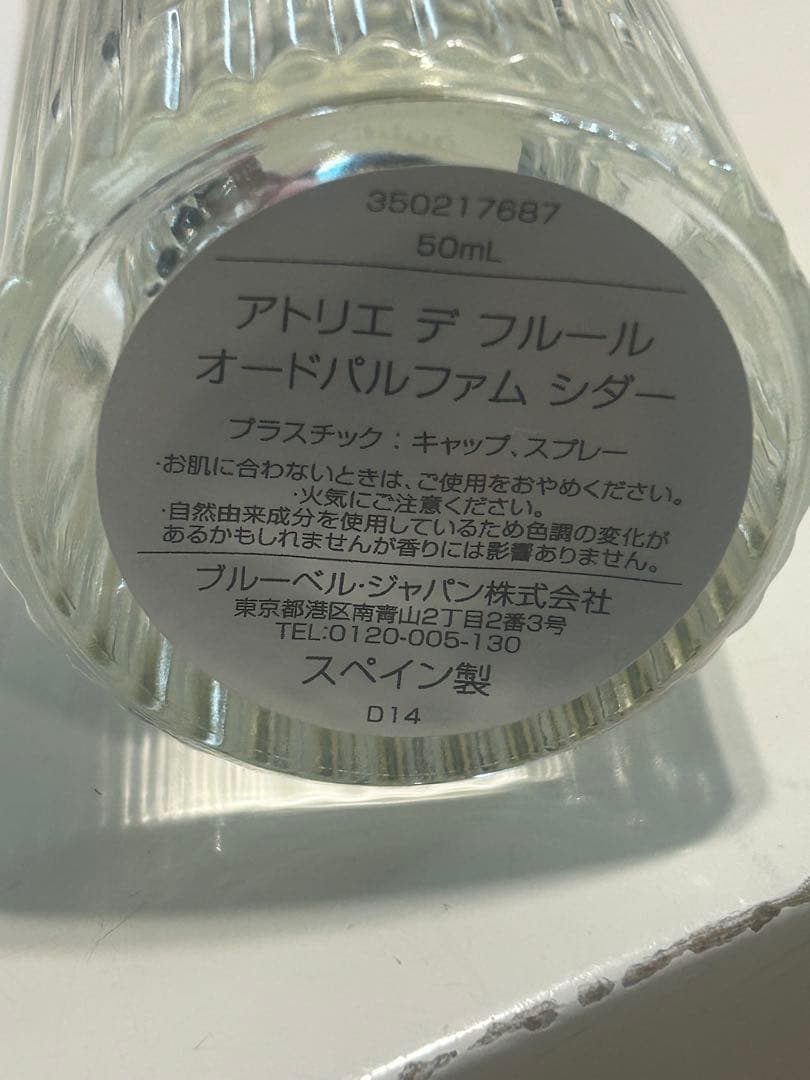 350217687
50mL
アトリエ デ フルール
オードパルファム シダー
プラスチック：キャップ、スプレー
･お肌に合わないときは、ご使用をおやめください。
･火気にご注意ください。
･自然由来成分を使用しているため色調の変化が
あるかもしれませんが香りには影響ありません。
ブルーベル･ジャパン株式会社
東京都港区南青山2丁目2番3号
TEL:0120-005-130
スペイン製
D14